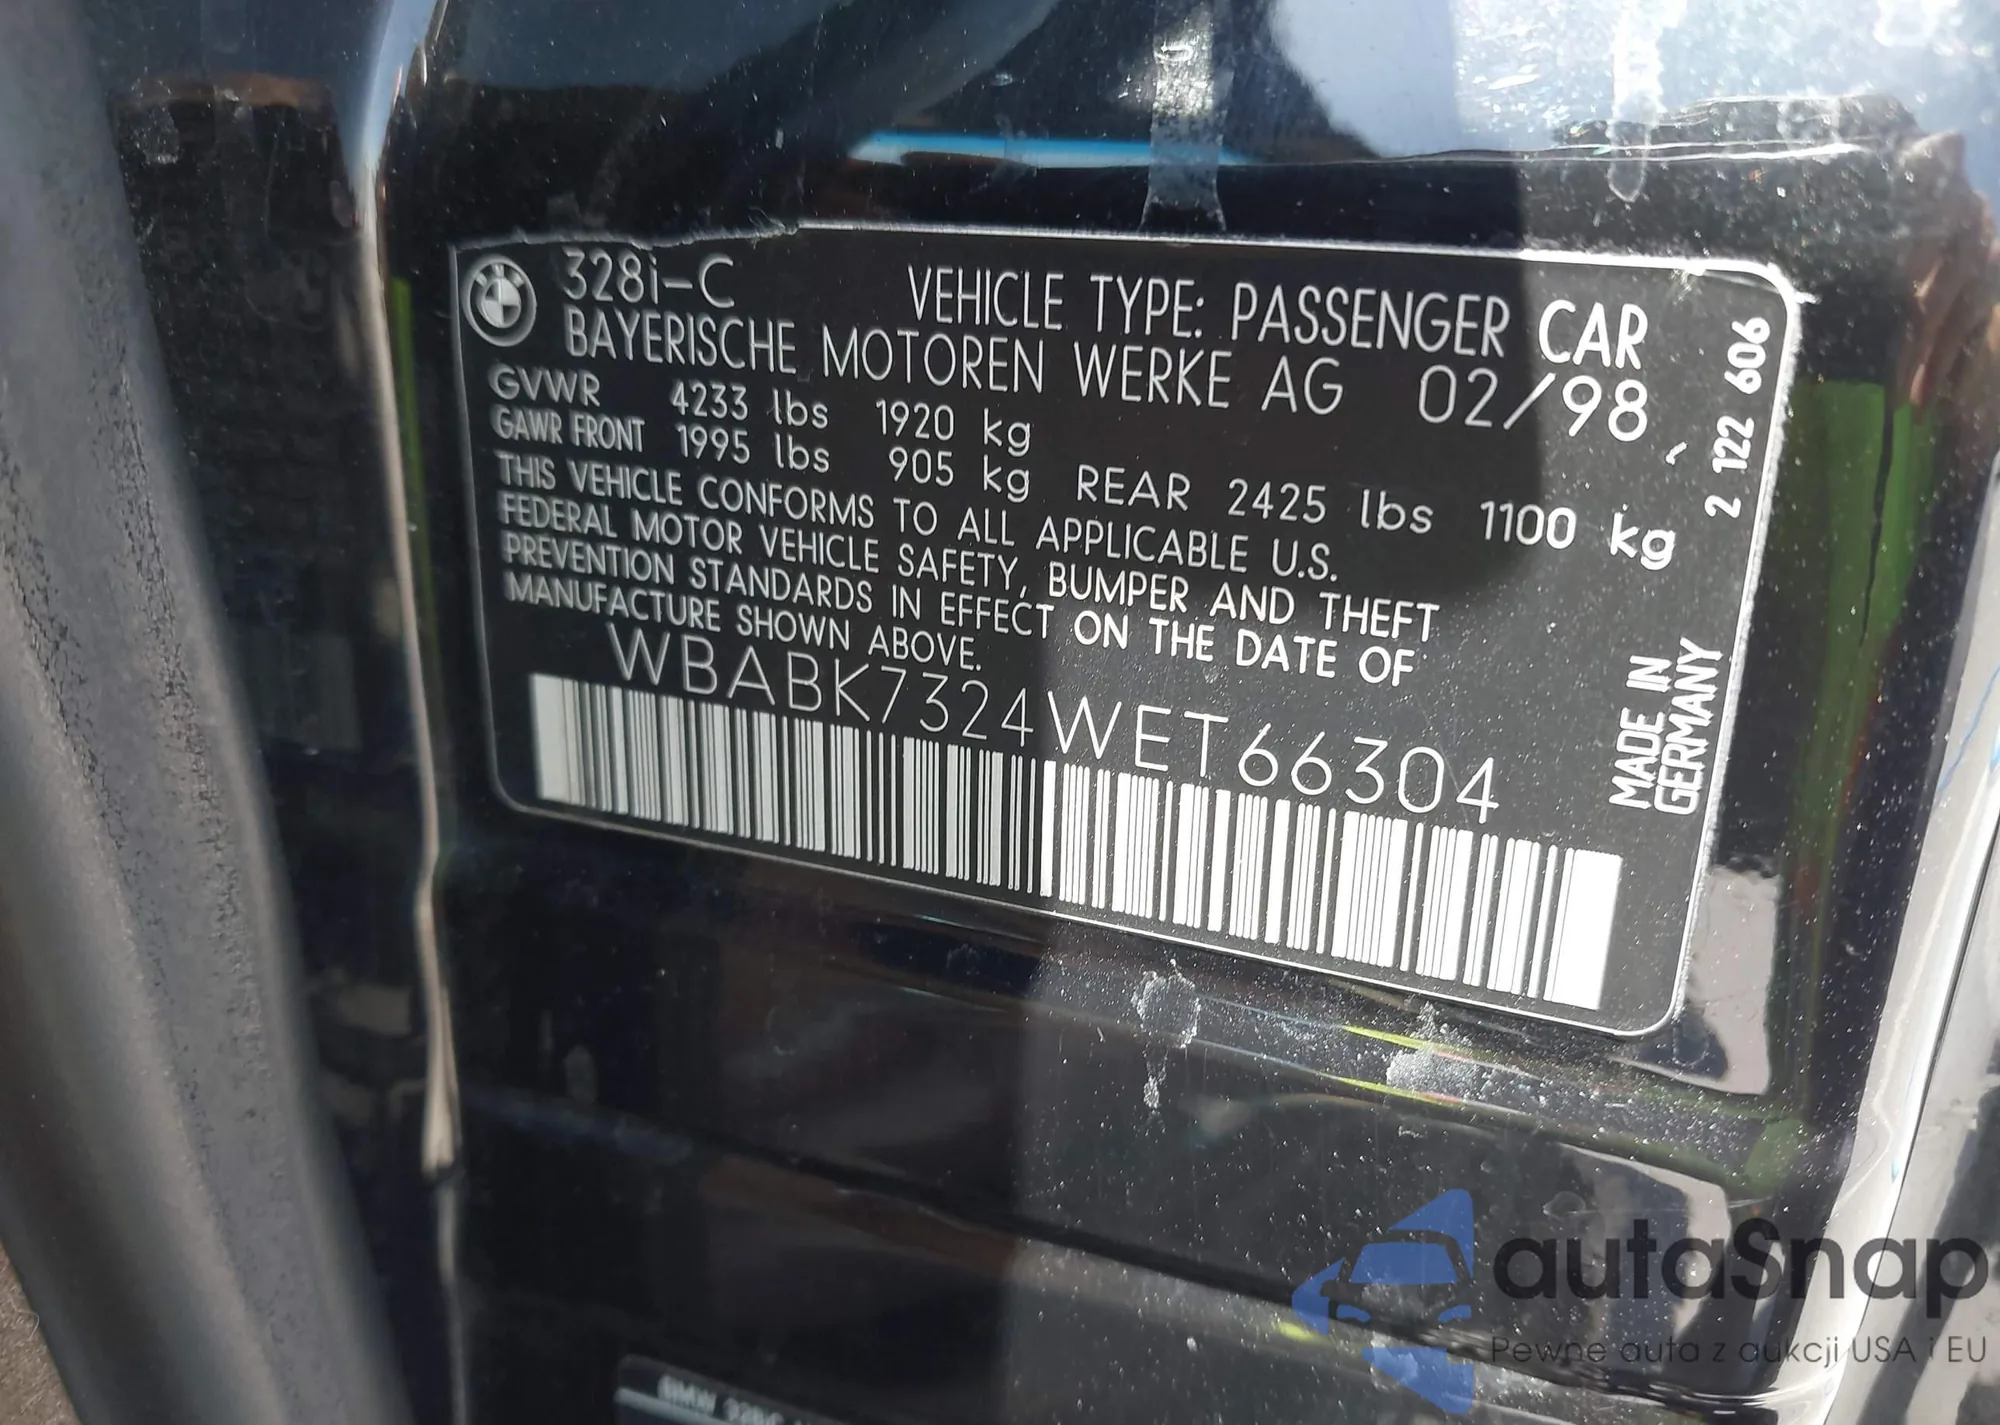 328i-C
VEHICLE TYPE: PASSENGER CAR
BAYERISCHE MOTOREN WERKE AG 02/98
GVWR 4233 lbs 1920 kg
GAWR FRONT 1995 lbs 905 kg REAR 2425 lbs 1100 kg
THIS VEHICLE CONFORMS TO ALL APPLICABLE U.S.
FEDERAL MOTOR VEHICLE SAFETY, BUMPER AND THEFT
PREVENTION STANDARDS IN EFFECT ON THE DATE OF
MANUFACTURE SHOWN ABOVE.
WBABK7324WET66304
2 122 606
MADE IN
GERMANY
autaSnap
Pewne auta z aukcji USA i EU
BMW